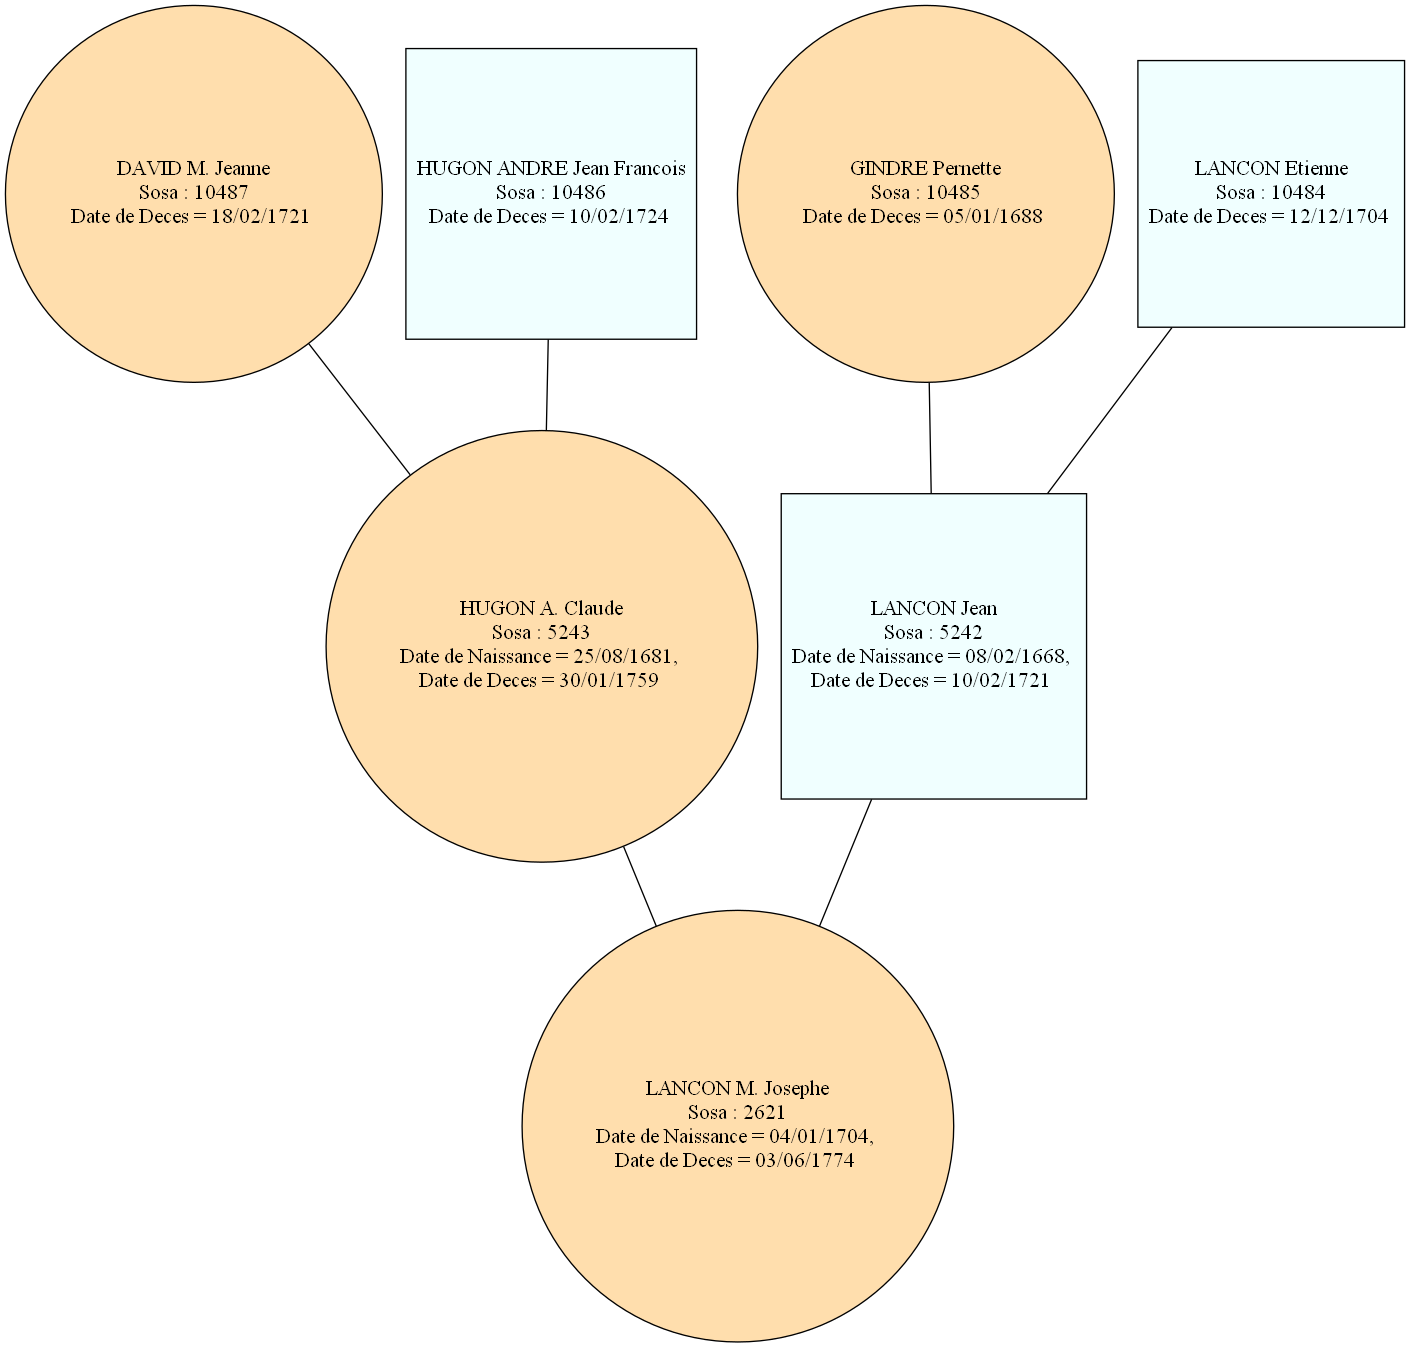 DAVID M. Jeanne
Sosa : 10487
Date de Deces = 18/02/1721
HUGON ANDRE Jean Francois
Sosa : 10486
Date de Deces = 10/02/1724
GINDRE Pernette
Sosa : 10485
Date de Deces = 05/01/1688
LANCON Etienne
Sosa : 10484
Date de Deces = 12/12/1704
HUGON A. Claude
Sosa : 5243
Date de Naissance = 25/08/1681,
Date de Deces = 30/01/1759
LANCON Jean
Sosa : 5242
Date de Naissance = 08/02/1668,
Date de Deces = 10/02/1721
LANCON M. Josephe
Sosa : 2621
Date de Naissance = 04/01/1704,
Date de Deces = 03/06/1774